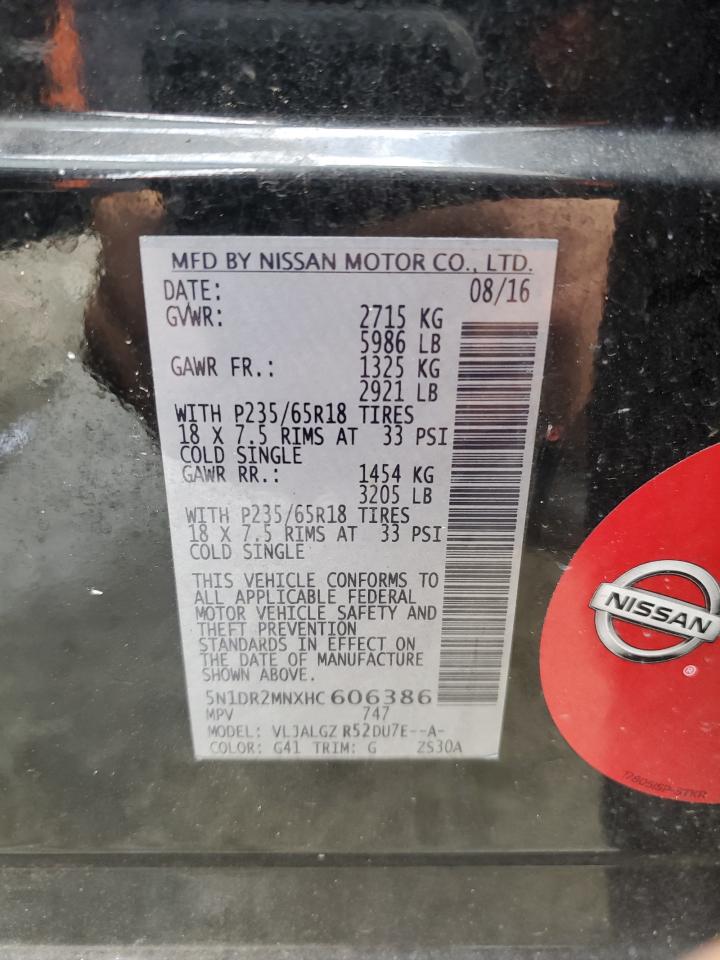 MFD BY NISSAN MOTOR CO., LTD.
DATE: 08/16
GVWR: 2715 KG
5986 LB
GAWR FR.: 1325 KG
2921 LB
WITH P235/65R18 TIRES
18 X 7.5 RIMS AT 33 PSI
COLD SINGLE
GAWR RR.: 1454 KG
3205 LB
WITH P235/65R18 TIRES
18 X 7.5 RIMS AT 33 PSI
COLD SINGLE
THIS VEHICLE CONFORMS TO
ALL APPLICABLE FEDERAL
MOTOR VEHICLE SAFETY AND
THEFT PREVENTION
STANDARDS IN EFFECT ON
THE DATE OF MANUFACTURE
SHOWN ABOVE.
5N1DR2MNXHC 606386
MPV 747
MODEL: VLJALGZ R52DU7E--A-
COLOR: G41 TRIM: G ZS30A
NISSAN
®